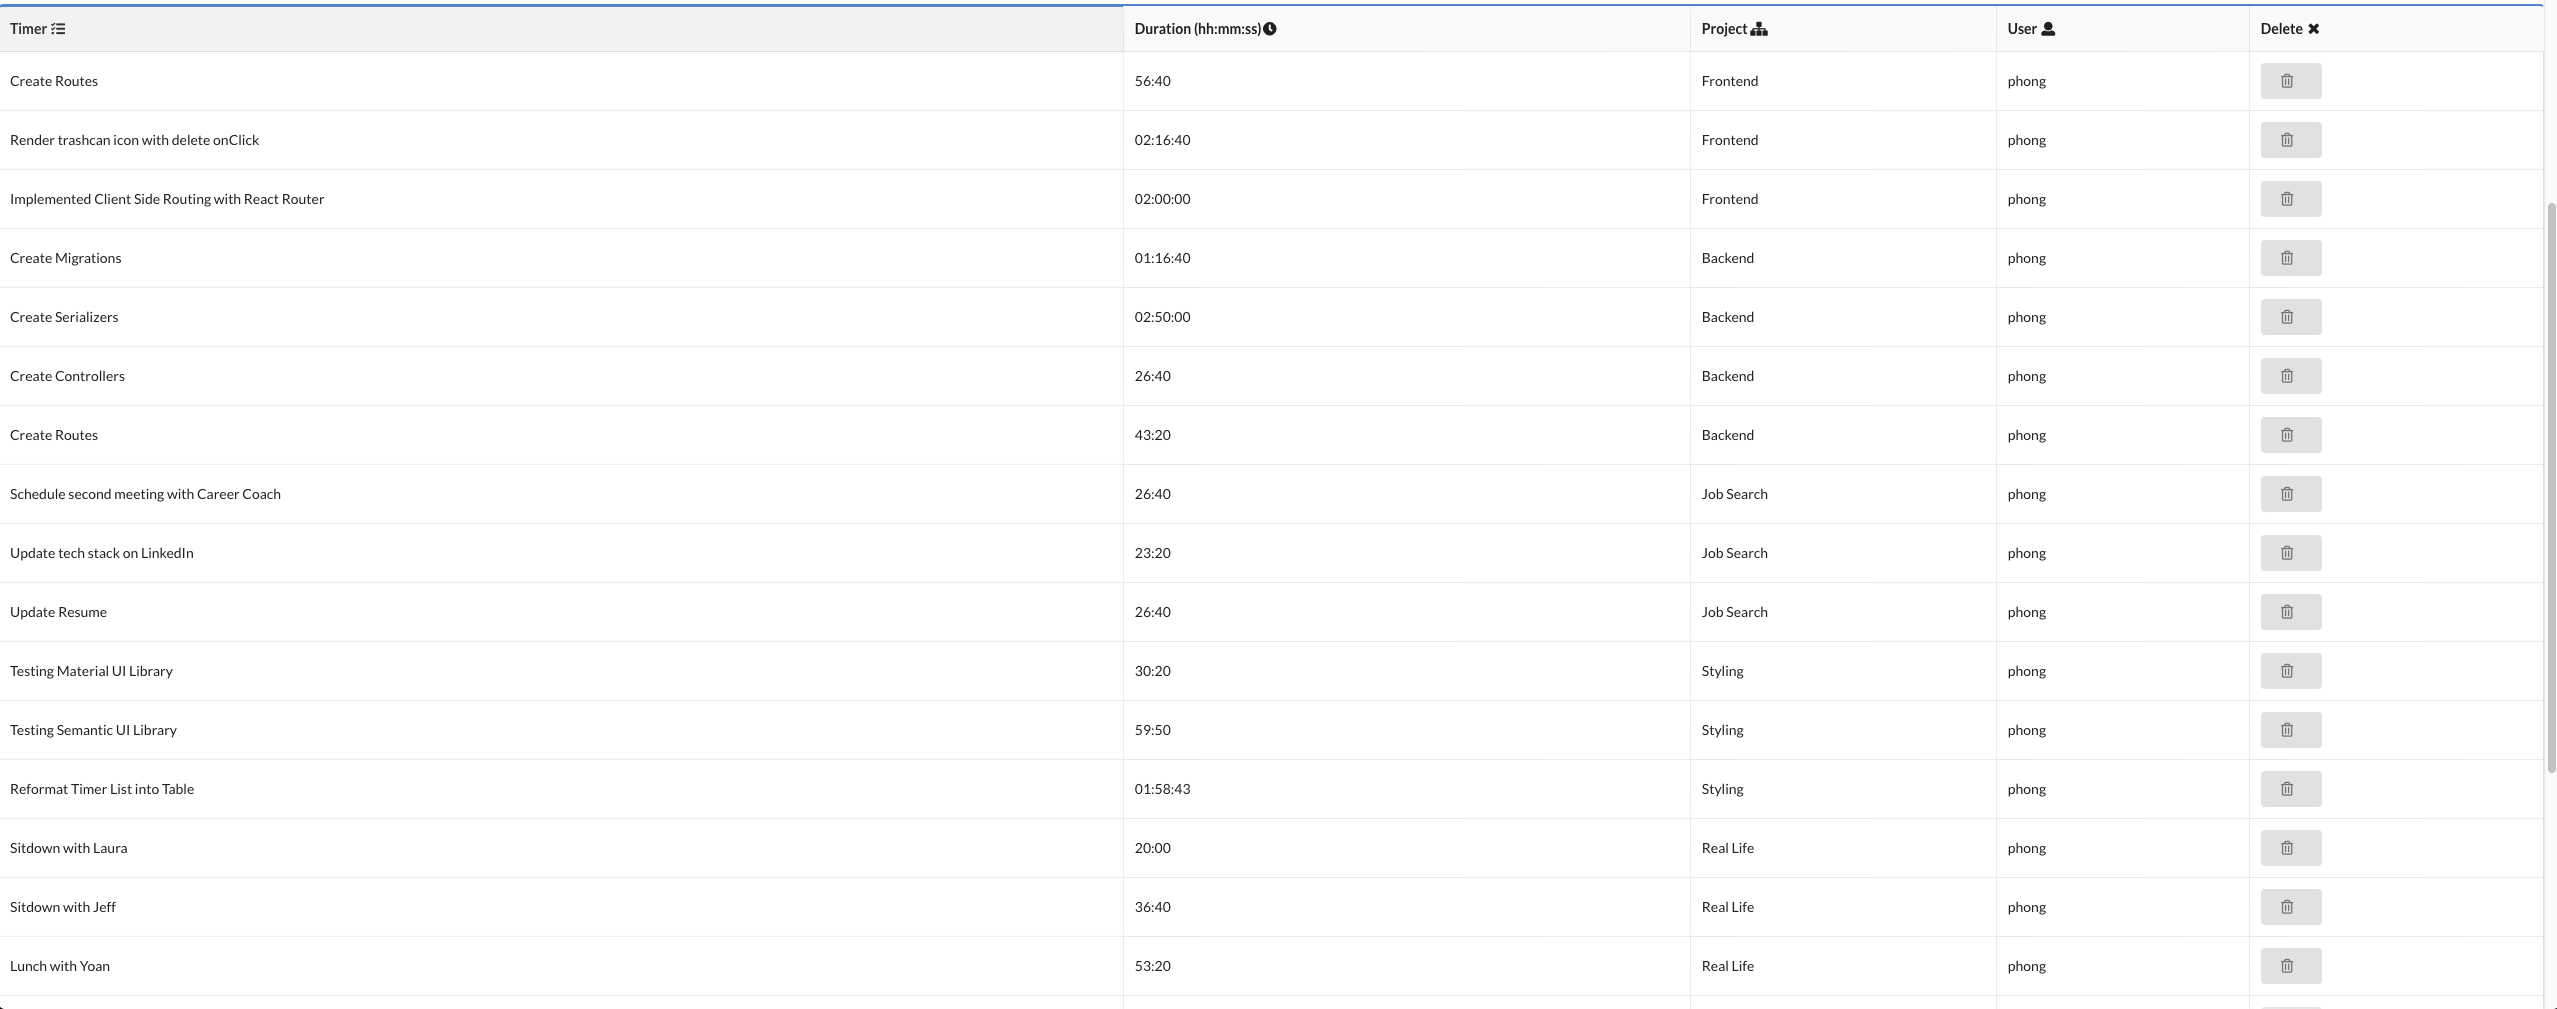 Timer Duration (hh:mm:ss) Project User Delete
Create Routes 56:40 Frontend phong
Render trashcan icon with delete onClick 02:16:40 Frontend phong
Implemented Client Side Routing with React Router 02:00:00 Frontend phong
Create Migrations 01:16:40 Backend phong
Create Serializers 02:50:00 Backend phong
Create Controllers 26:40 Backend phong
Create Routes 43:20 Backend phong
Schedule second meeting with Career Coach 26:40 Job Search phong
Update tech stack on LinkedIn 23:20 Job Search phong
Update Resume 26:40 Job Search phong
Testing Material UI Library 30:20 Styling phong
Testing Semantic UI Library 59:50 Styling phong
Reformat Timer List into Table 01:58:43 Styling phong
Sitdown with Laura 20:00 Real Life phong
Sitdown with Jeff 36:40 Real Life phong
Lunch with Yoan 53:20 Real Life phong